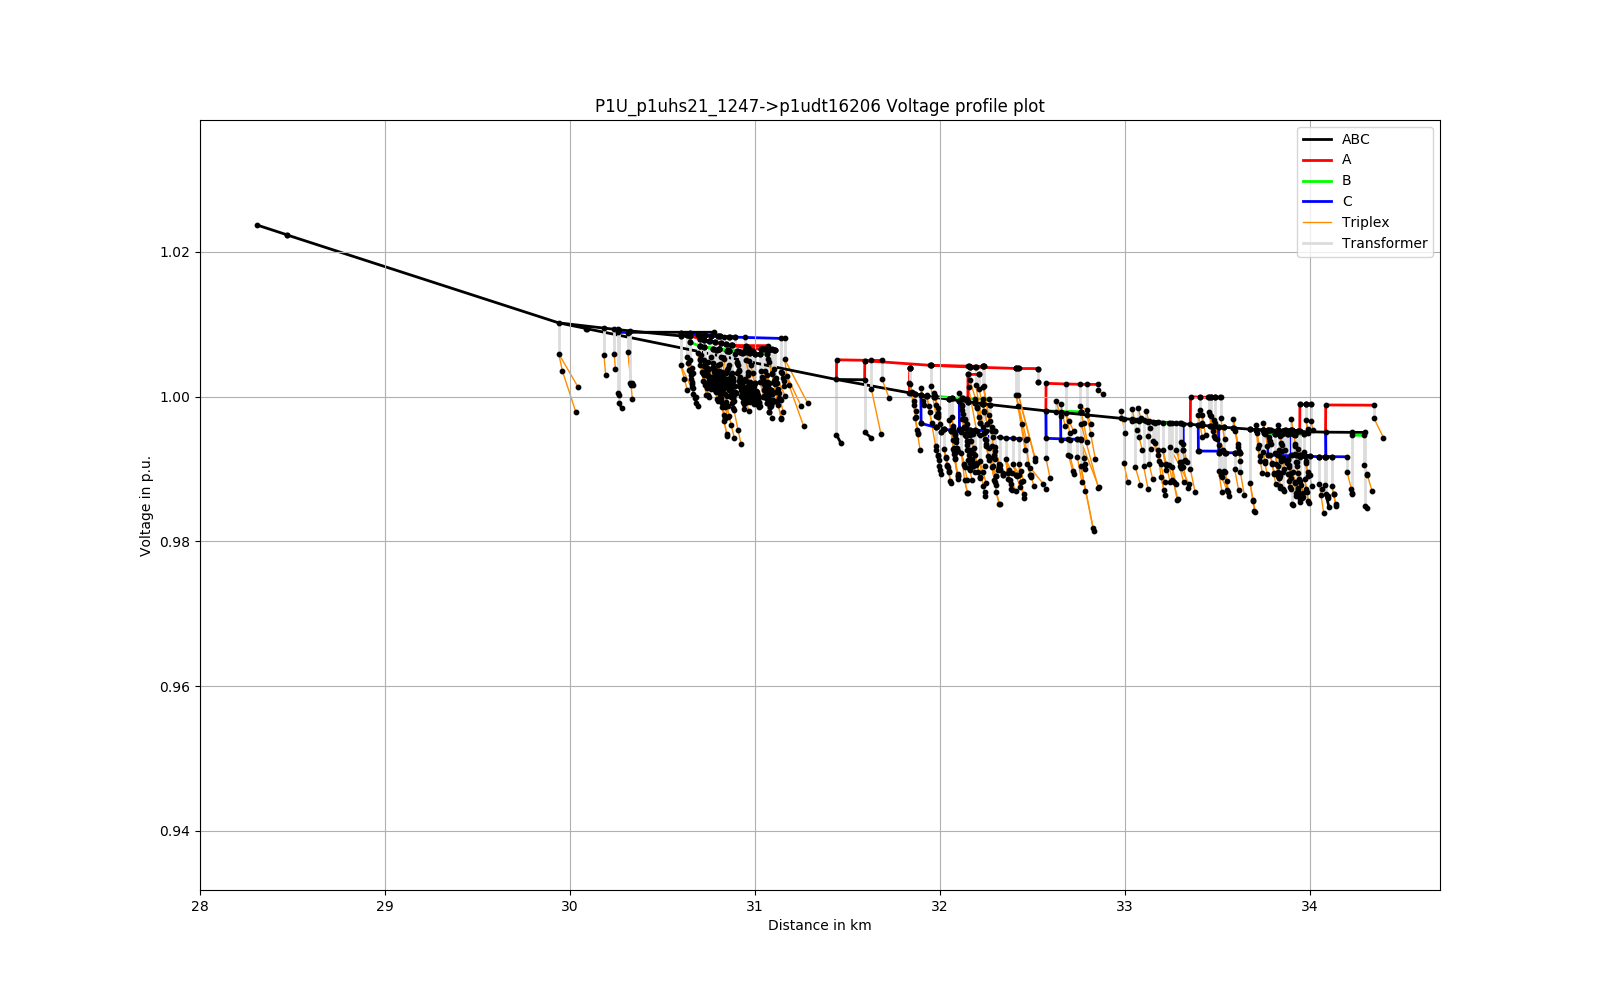 P1U_p1uhs21_1247->p1udt16206 Voltage profile plot
ABC
A
B
C
Triplex
Transformer
1.02
1.00
0.98
0.96
0.94
Voltage in p.u.
28 29 30 31 32 33 34
Distance in km